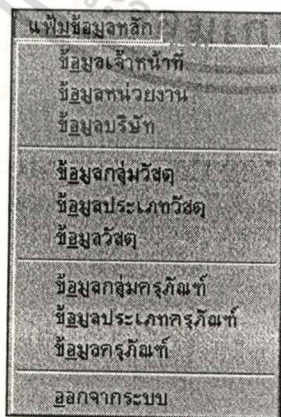 แฟ้มข้อมูลหลัก
ข้อมูลเจ้าหน้าที่
ข้อมูลหน่วยงาน
ข้อมูลบริษัท
ข้อมูลกลุ่มวัสดุ
ข้อมูลประเภทวัสดุ
ข้อมูลวัสดุ
ข้อมูลกลุ่มครุภัณฑ์
ข้อมูลประเภทครุภัณฑ์
ข้อมูลครุภัณฑ์
ออกจากระบบ